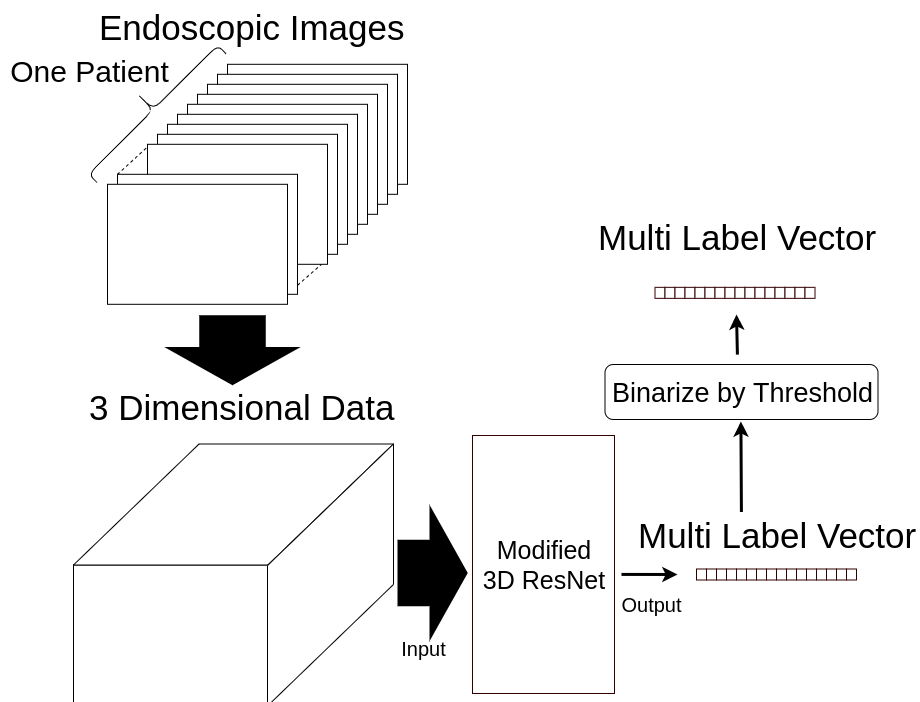 Endoscopic Images
One Patient
3 Dimensional Data
Input
Modified
3D ResNet
Output
Multi Label Vector
Binarize by Threshold
Multi Label Vector